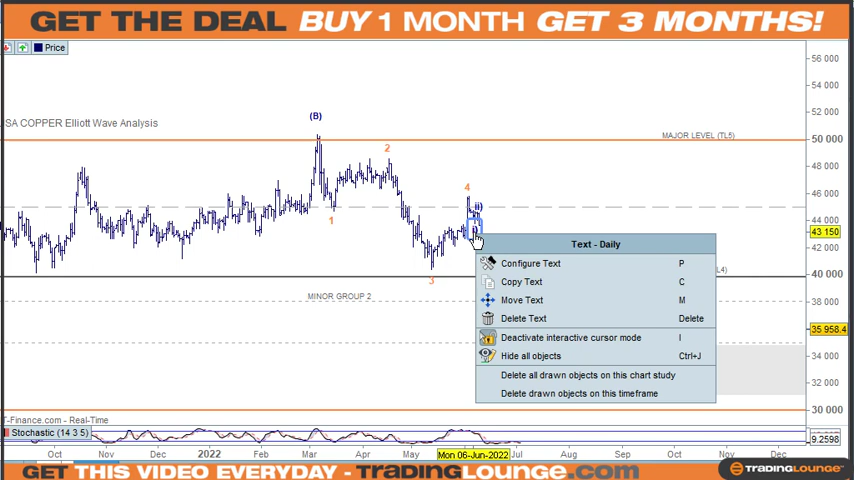 GET THE DEAL BUY 1 MONTH GET 3 MONTHS!
Price
56 000
54 000
SA COPPER Elliott Wave Analysis
(B)
52 000
MAJOR LEVEL (TL5)
50 000
2
48 000
4
46 000
ii)
1
44 000
i)
43 150
42 000
3
L4)
40 000
Text - Daily
Configure Text P
Copy Text C
Move Text M
Delete Text Delete
Deactivate interactive cursor mode I
Hide all objects Ctrl+J
Delete all drawn objects on this chart study
Delete drawn objects on this timeframe
MINOR GROUP 2
38 000
35 958.4
34 000
32 000
30 000
T-Finance.com - Real-Time
Stochastic (14 3 5)
9.2598
Oct Nov Dec 2022 Feb Mar Apr May Mon 06-Jun-2022 Jul Aug Sep Oct Nov Dec
GET THIS VIDEO EVERYDAY - TRADINGLOUNGE.com
TRADINGLOUNGE